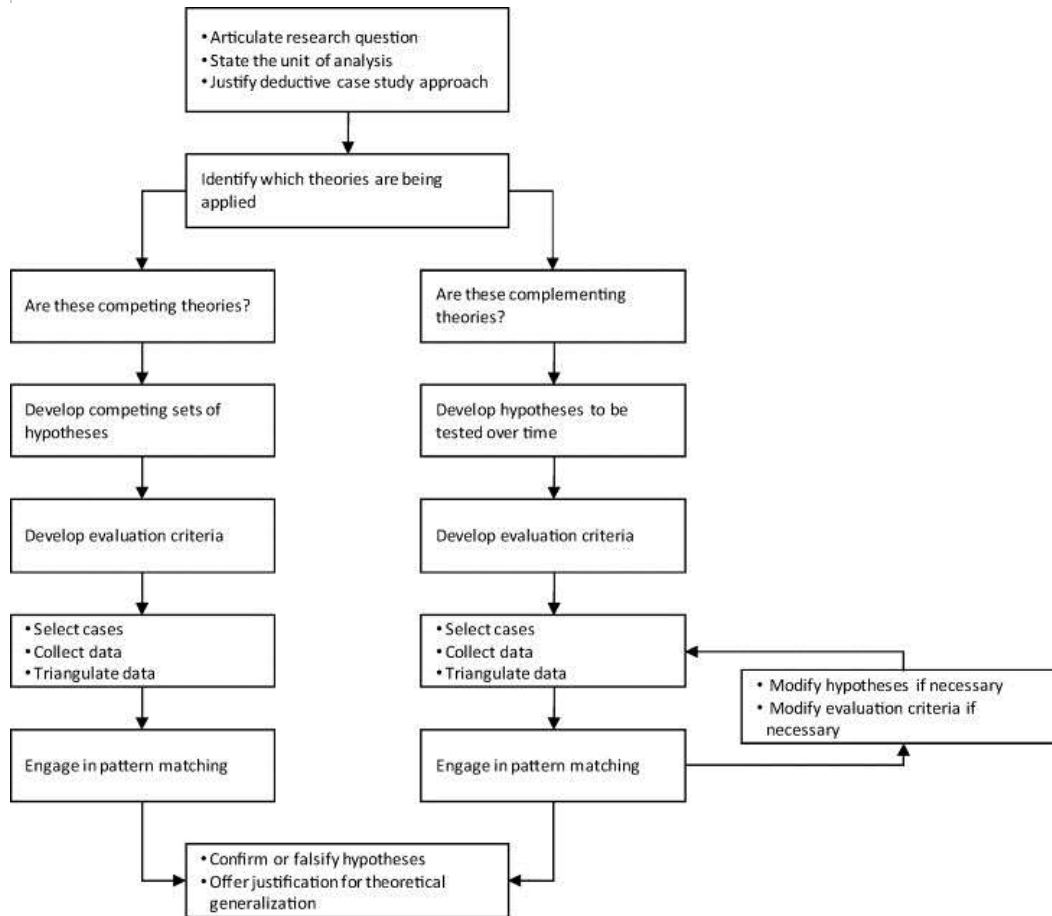 • Articulate research question
• State the unit of analysis
• Justify deductive case study approach
Identify which theories are being
applied
Are these competing theories?
Are these complementing
theories?
Develop competing sets of
hypotheses
Develop hypotheses to be
tested over time
Develop evaluation criteria
Develop evaluation criteria
• Select cases
• Collect data
• Triangulate data
• Select cases
• Collect data
• Triangulate data
• Modify hypotheses if necessary
• Modify evaluation criteria if
necessary
Engage in pattern matching
Engage in pattern matching
• Confirm or falsify hypotheses
• Offer justification for theoretical
generalization